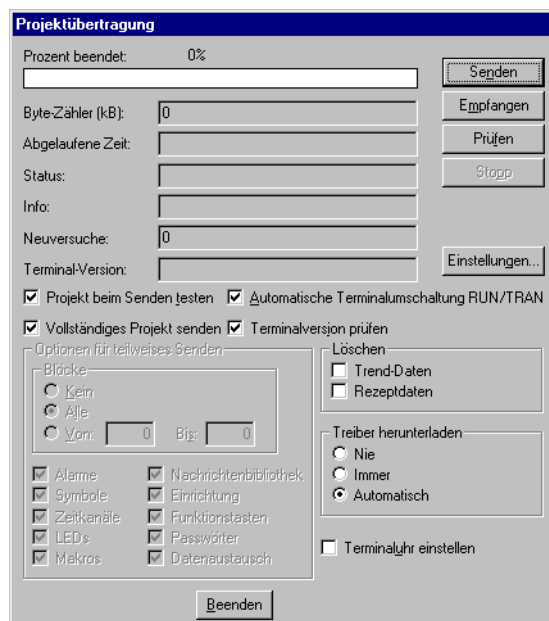 Projektübertragung
Prozent beendet: 0%
Senden
Byte-Zähler (kB): 0
Empfangen
Abgelaufene Zeit:
Prüfen
Status:
Stopp
Info:
Neuversuche: 0
Terminal-Version:
Einstellungen...
Projekt beim Senden testen
Automatische Terminalumschaltung RUN/TRAN
Vollständiges Projekt senden
Terminalversion prüfen
Optionen für teilweises Senden
Blöcke
Kein
Alle
Von: 0 Bis: 0
Alarme Nachrichtenbibliothek
Symbole Einrichtung
Zeitkanäle Funktionstasten
LEDs Passwörter
Makros Datenaustausch
Löschen
Trend-Daten
Rezeptdaten
Treiber herunterladen
Nie
Immer
Automatisch
Terminaluhr einstellen
Beenden